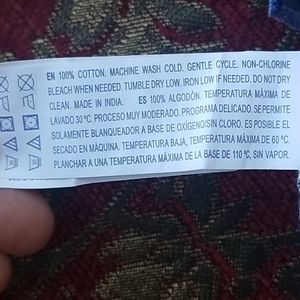 EN 100% COTTON. MACHINE WASH COLD. GENTLE CYCLE. NON-CHLORINE
BLEACH WHEN NEEDED. TUMBLE DRY LOW. IRON LOW IF NEEDED. DO NOT DRY
CLEAN. MADE IN INDIA. ES 100% ALGODÓN. TEMPERATURA MÁXIMA DE
LAVADO 30 ºC. PROCESO MUY MODERADO. PROGRAMA DELICADO. SE PERMITE
SOLAMENTE BLANQUEADOR A BASE DE OXÍGENO/SIN CLORO. ES POSIBLE EL
SECADO EN MÁQUINA. TEMPERATURA BAJA, TEMPERATURA MÁXIMA DE 60 ºC.
PLANCHAR A UNA TEMPERATURA MÁXIMA DE LA BASE DE 110 ºC, SIN VAPOR.